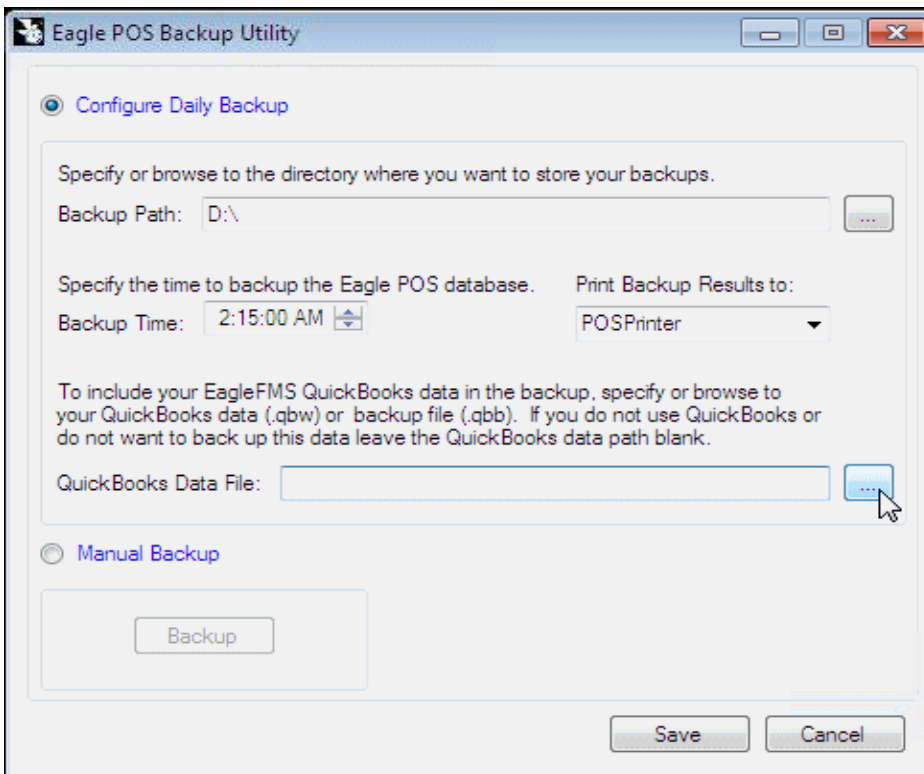 Eagle POS Backup Utility
Configure Daily Backup
Specify or browse to the directory where you want to store your backups.
Backup Path: D:\ ...
Specify the time to backup the Eagle POS database. Print Backup Results to:
Backup Time: 2:15:00 AM POSPrinter
To include your EagleFMS QuickBooks data in the backup, specify or browse to
your QuickBooks data (.qbw) or backup file (.qbb). If you do not use QuickBooks or
do not want to back up this data leave the QuickBooks data path blank.
QuickBooks Data File: ...
Manual Backup
Backup
Save Cancel